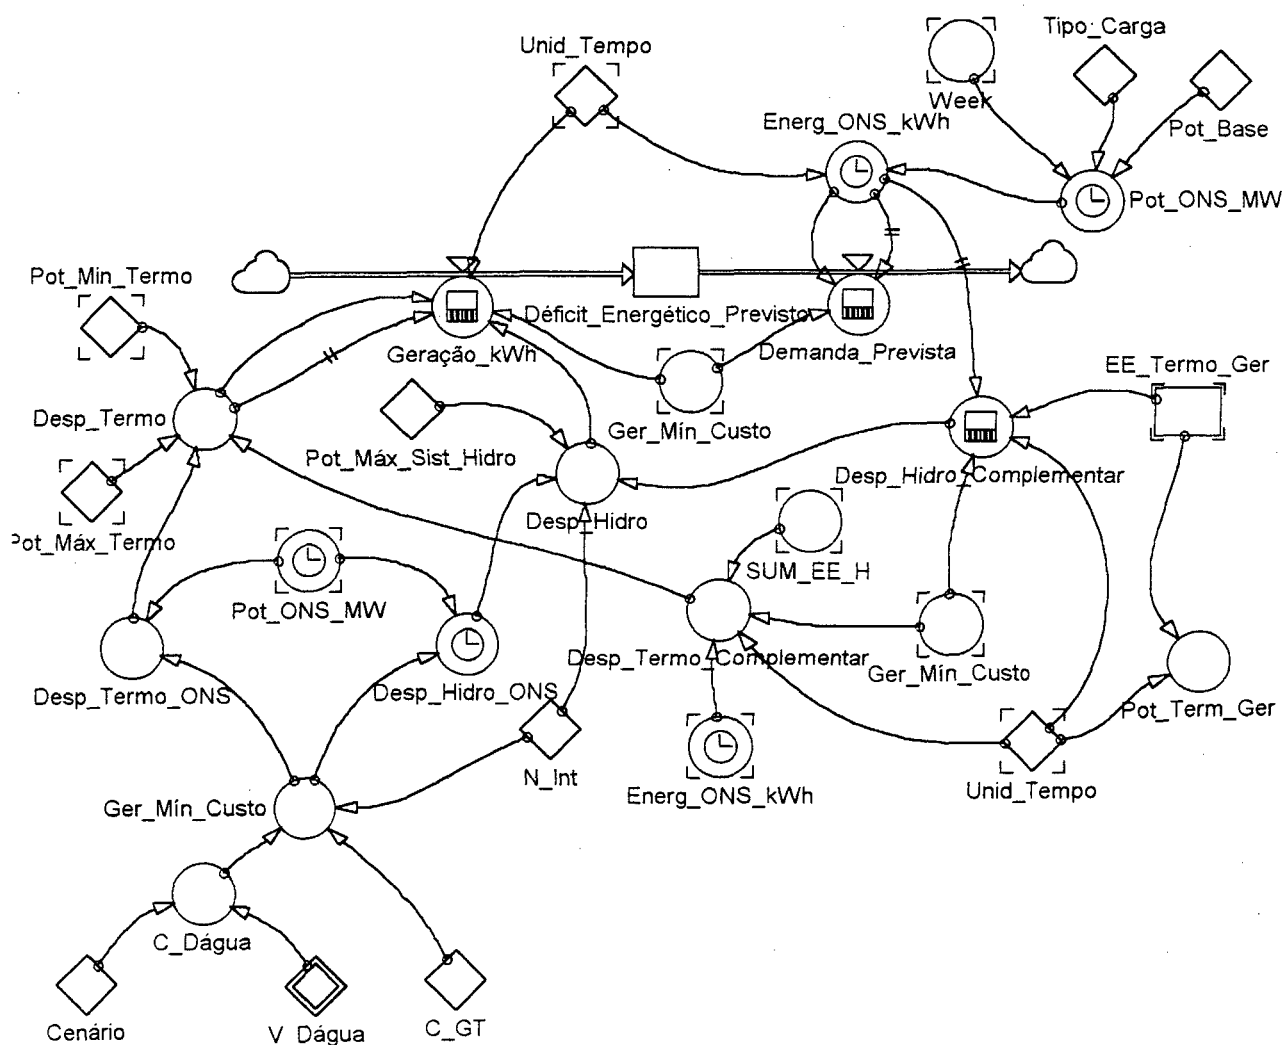 Tipo_Carga
Unid_Tempo
Week
Energ_ONS_kWh
Pot_Base
Pot_ONS_MW
Pot_Min_Termo
Déficit_Energético_Previsto
Geração_kWh
Demanda_Prevista
EE_Termo_Ger
Desp_Termo
Ger_Mín_Custo
Pot_Máx_Sist_Hidro
Desp_Hidro_Complementar
Desp_Hidro
Pot_Máx_Termo
SUM_EE_H
Pot_ONS_MW
Desp_Termo_Complementar
Ger_Mín_Custo
Desp_Termo_ONS
Desp_Hidro_ONS
Pot_Term_Ger
N_Int
Energ_ONS_kWh
Unid_Tempo
Ger_Mín_Custo
C_Dágua
Cenário
V_Dágua
C_GT